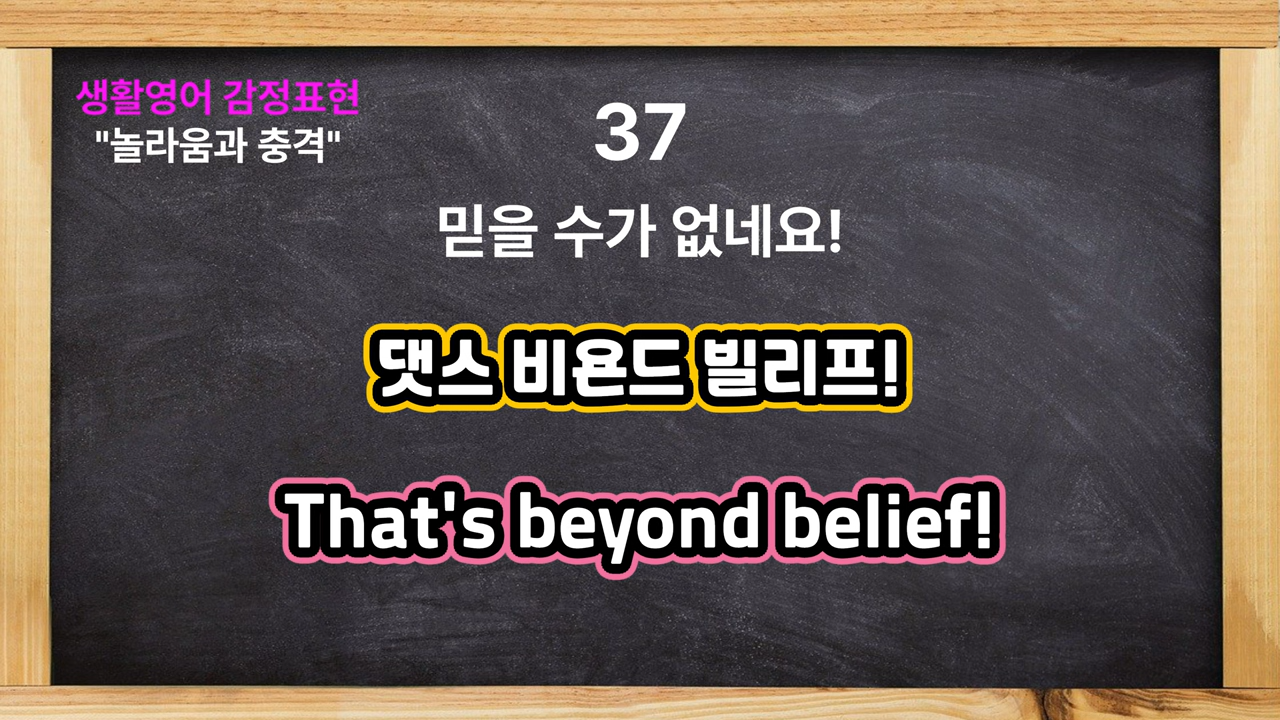 생활영어 감정표현
"놀라움과 충격"
37
믿을 수가 없네요!
댓스 비욘드 빌리프!
That's beyond belief!